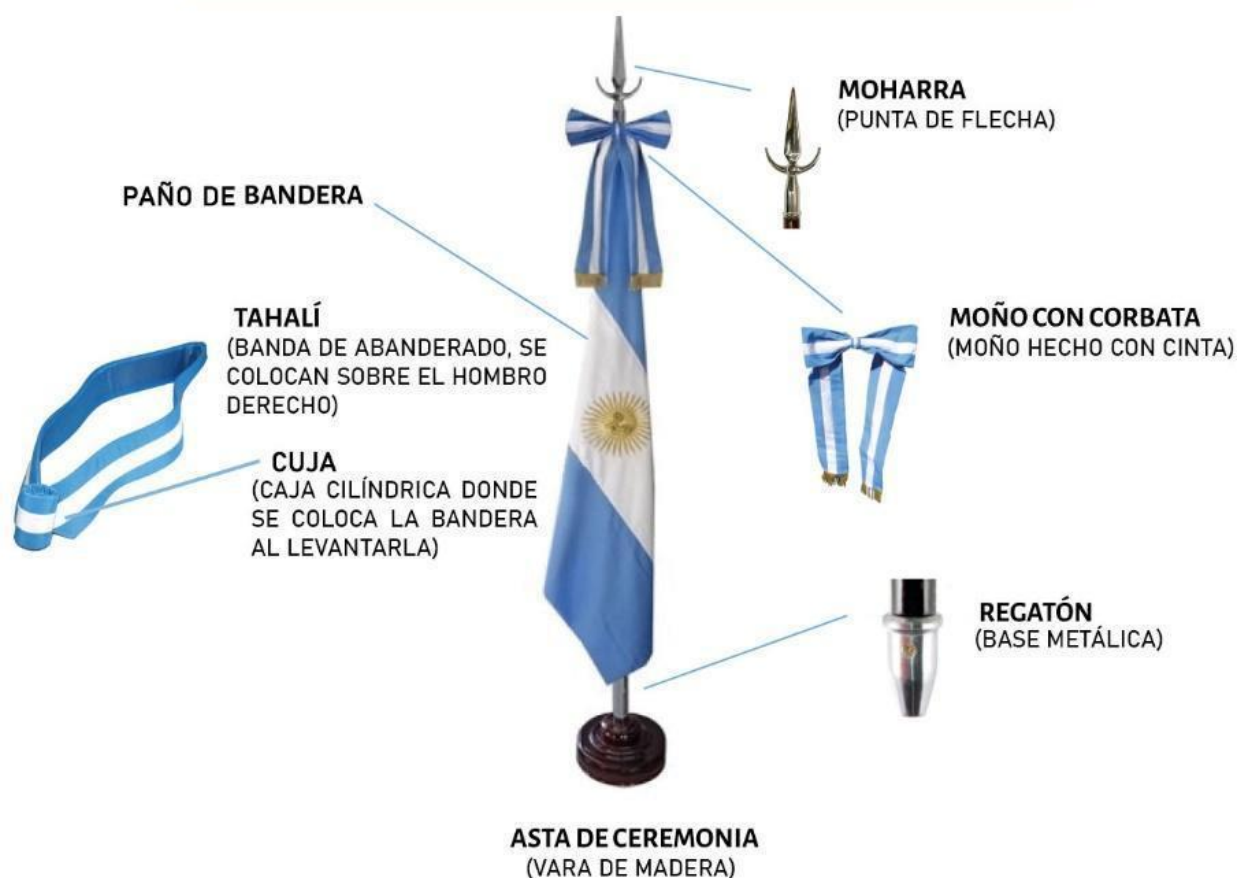 MOHARRA
(PUNTA DE FLECHA)
PAÑO DE BANDERA
TAHALÍ
(BANDA DE ABANDERADO, SE
COLOCAN SOBRE EL HOMBRO
DERECHO)
MOÑO CON CORBATA
(MOÑO HECHO CON CINTA)
CUJA
(CAJA CILÍNDRICA DONDE
SE COLOCA LA BANDERA
AL LEVANTARLA)
REGATÓN
(BASE METÁLICA)
ASTA DE CEREMONIA
(VARA DE MADERA)